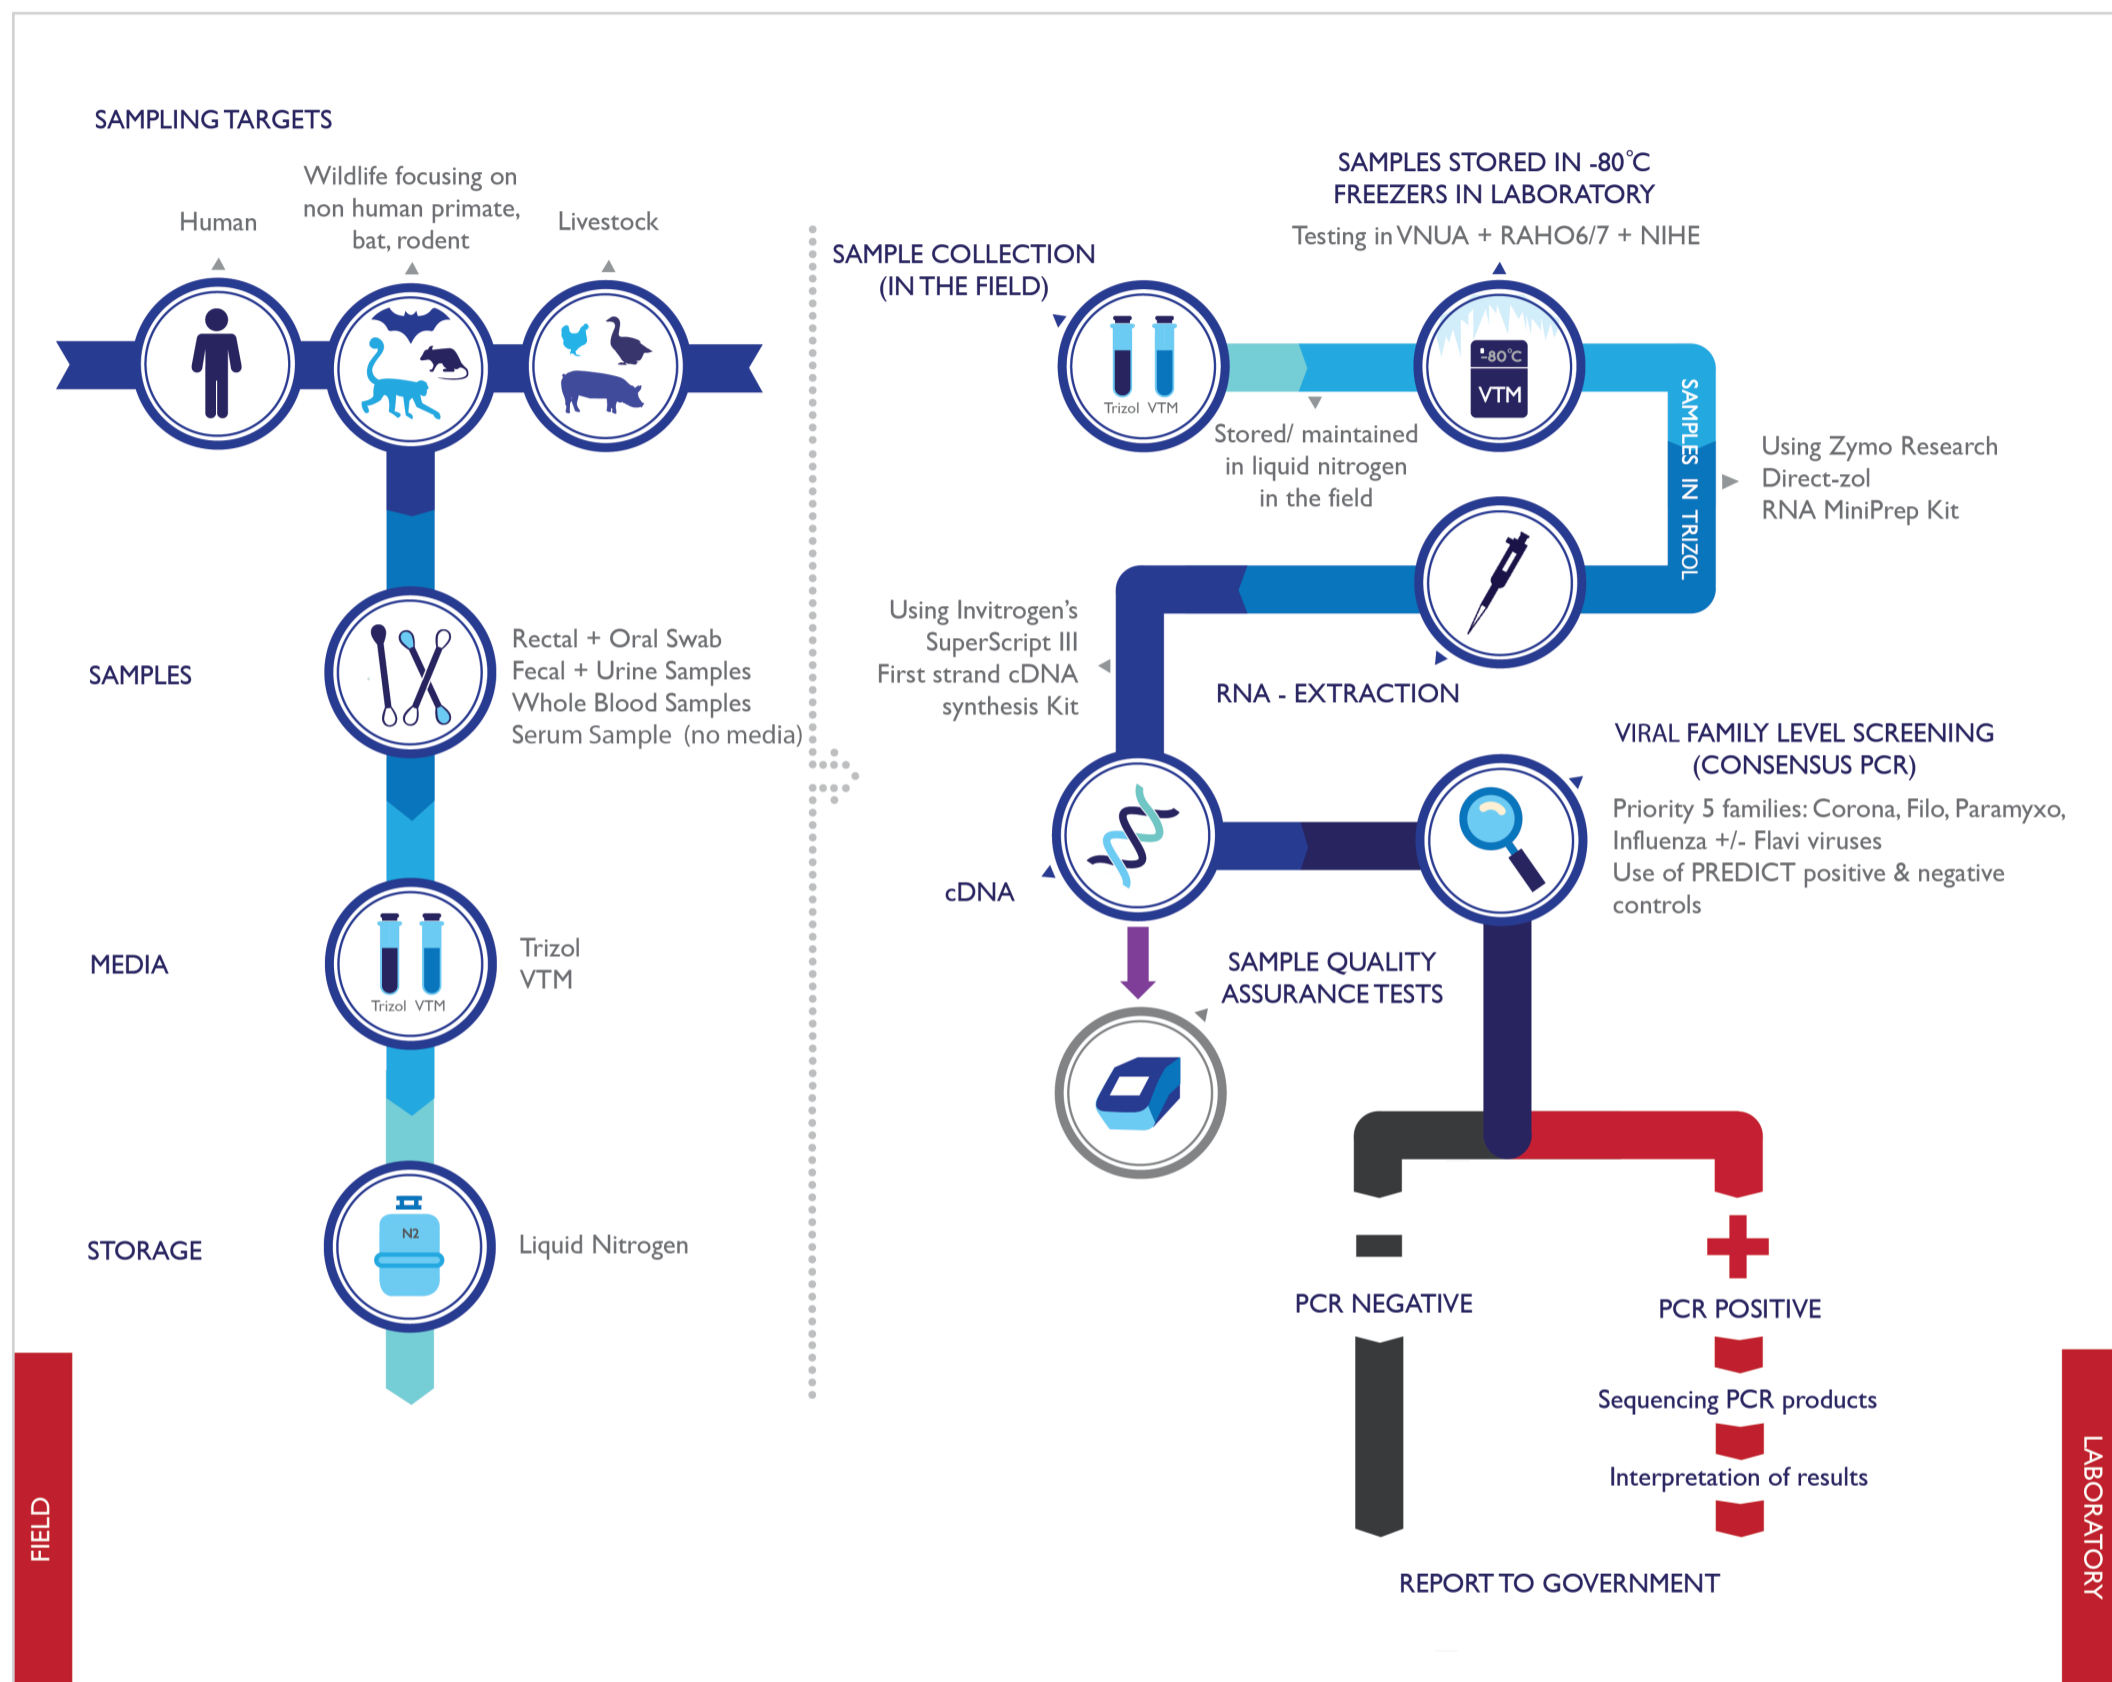 SAMPLING TARGETS
Human
Wildlife focusing on
non human primate,
bat, rodent
Livestock
SAMPLES
Rectal + Oral Swab
Fecal + Urine Samples
Whole Blood Samples
Serum Sample (no media)
MEDIA
Trizol VTM
Trizol
VTM
STORAGE
N2
Liquid Nitrogen
FIELD
SAMPLE COLLECTION
(IN THE FIELD)
Trizol VTM
Stored/ maintained
in liquid nitrogen
in the field
SAMPLES STORED IN -80°C
FREEZERS IN LABORATORY
Testing in VNUA + RAHO6/7 + NIHE
-80°C
VTM
SAMPLES IN TRIZOL
Using Zymo Research
Direct-zol
RNA MiniPrep Kit
RNA - EXTRACTION
Using Invitrogen's
SuperScript III
First strand cDNA
synthesis Kit
cDNA
SAMPLE QUALITY
ASSURANCE TESTS
VIRAL FAMILY LEVEL SCREENING
(CONSENSUS PCR)
Priority 5 families: Corona, Filo, Paramyxo,
Influenza +/- Flavi viruses
Use of PREDICT positive & negative
controls
PCR NEGATIVE
PCR POSITIVE
Sequencing PCR products
Interpretation of results
REPORT TO GOVERNMENT
LABORATORY